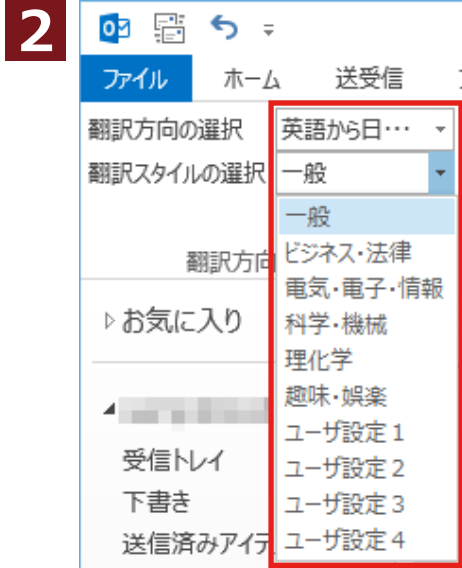 2
ファイル ホーム 送受信
翻訳方向の選択 英語から日…
翻訳スタイルの選択 一般
一般
翻訳方向 ビジネス・法律
電気・電子・情報
お気に入り 科学・機械
理化学
趣味・娯楽
ユーザ設定1
受信トレイ ユーザ設定2
下書き ユーザ設定3
送信済みアイテ ユーザ設定4